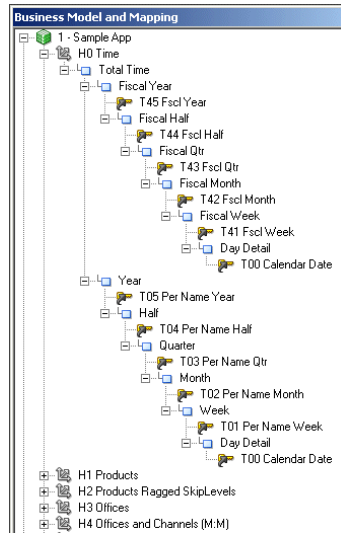 Business Model and Mapping
1 - Sample App
H0 Time
Total Time
Fiscal Year
T45 Fscl Year
Fiscal Half
T44 Fscl Half
Fiscal Qtr
T43 Fscl Qtr
Fiscal Month
T42 Fscl Month
Fiscal Week
T41 Fscl Week
Day Detail
T00 Calendar Date
Year
T05 Per Name Year
Half
T04 Per Name Half
Quarter
T03 Per Name Qtr
Month
T02 Per Name Month
Week
T01 Per Name Week
Day Detail
T00 Calendar Date
H1 Products
H2 Products Ragged SkipLevels
H3 Offices
H4 Offices and Channels (M:M)